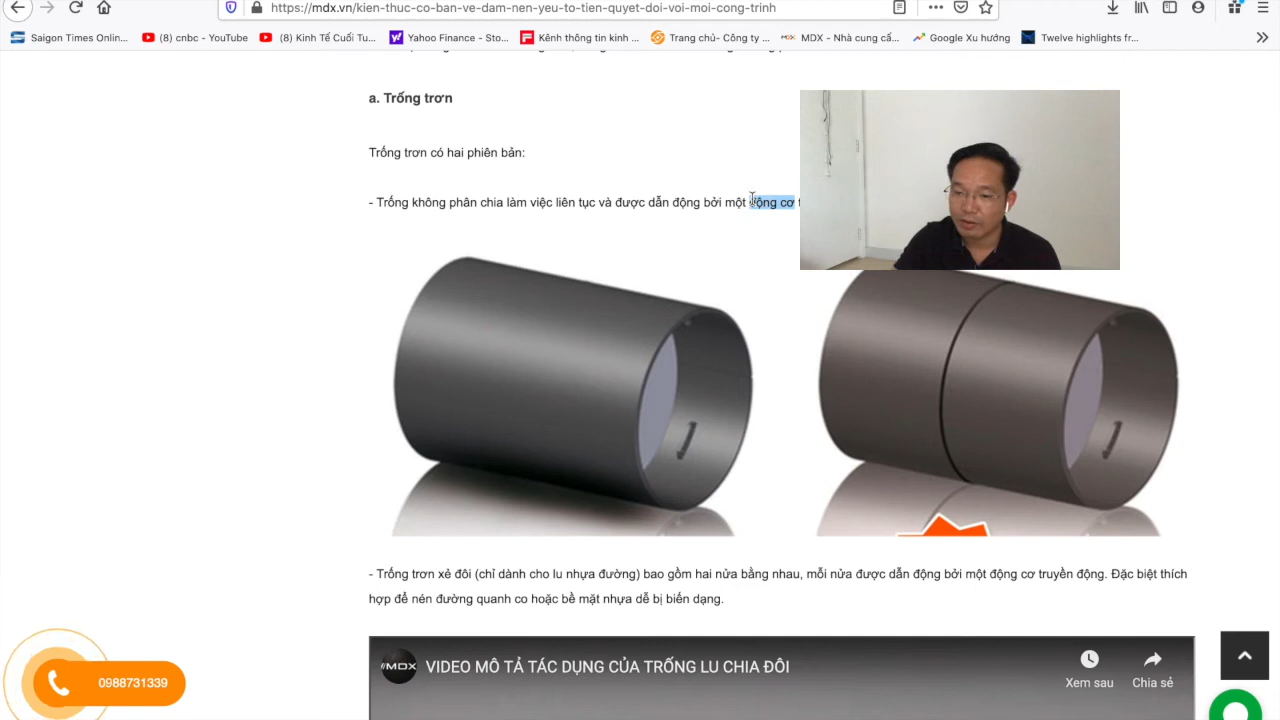 https://mdx.vn/kien-thuc-co-ban-ve-dam-nen-yeu-to-tien-quyet-doi-voi-moi-cong-trinh
Saigon Times Onlin... (8) cnbc - YouTube (8) Kinh Tế Cuối Tu... Yahoo Finance - Sto... Kênh thông tin kinh ... Trang chủ- Công ty ... MDX - Nhà cung cấ... Google Xu hướng Twelve highlights fr...
a. Trống trơn
Trống trơn có hai phiên bản:
- Trống không phân chia làm việc liên tục và được dẫn động bởi một động cơ
- Trống trơn xẻ đôi (chỉ dành cho lu nhựa đường) bao gồm hai nửa bằng nhau, mỗi nửa được dẫn động bởi một động cơ truyền động. Đặc biệt thích
hợp để nén đường quanh co hoặc bề mặt nhựa dễ bị biến dạng.
MDX VIDEO MÔ TẢ TÁC DỤNG CỦA TRỐNG LU CHIA ĐÔI
Xem sau Chia sẻ
0988731339